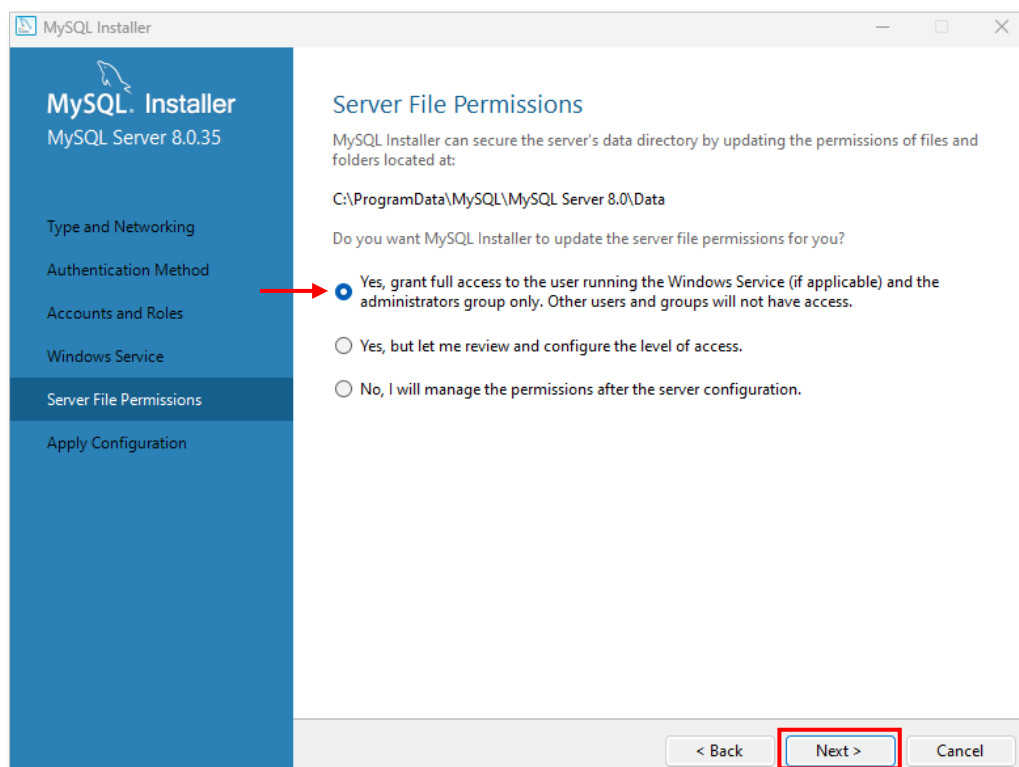 MySQL Installer
MySQL. Installer
MySQL Server 8.0.35
Type and Networking
Authentication Method
Accounts and Roles
Windows Service
Server File Permissions
Apply Configuration
Server File Permissions
MySQL Installer can secure the server's data directory by updating the permissions of files and
folders located at:
C:\ProgramData\MySQL\MySQL Server 8.0\Data
Do you want MySQL Installer to update the server file permissions for you?
Yes, grant full access to the user running the Windows Service (if applicable) and the
administrators group only. Other users and groups will not have access.
Yes, but let me review and configure the level of access.
No, I will manage the permissions after the server configuration.
< Back
Next >
Cancel